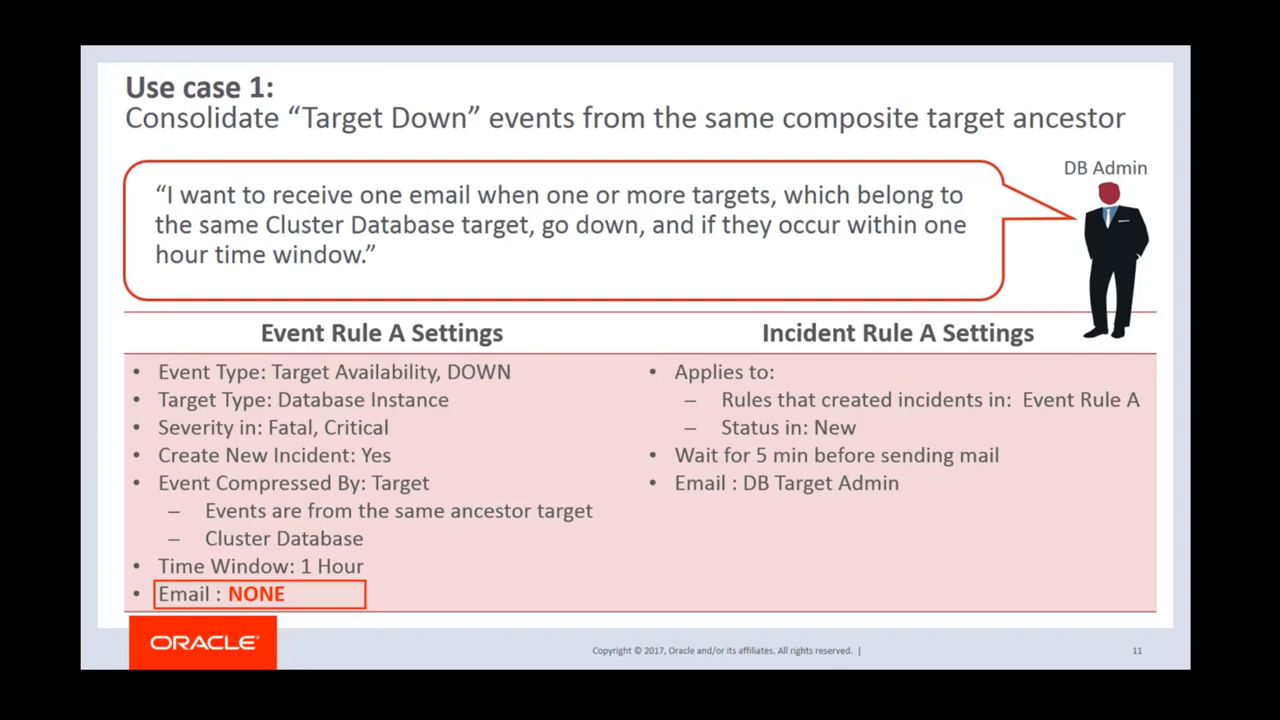 Use case 1:
Consolidate “Target Down” events from the same composite target ancestor
DB Admin
“I want to receive one email when one or more targets, which belong to
the same Cluster Database target, go down, and if they occur within one
hour time window.”
Event Rule A Settings
• Event Type: Target Availability, DOWN
• Target Type: Database Instance
• Severity in: Fatal, Critical
• Create New Incident: Yes
• Event Compressed By: Target
– Events are from the same ancestor target
– Cluster Database
• Time Window: 1 Hour
• Email : NONE
Incident Rule A Settings
• Applies to:
– Rules that created incidents in: Event Rule A
– Status in: New
• Wait for 5 min before sending mail
• Email : DB Target Admin
ORACLE®
Copyright © 2017, Oracle and/or its affiliates. All rights reserved. |
11